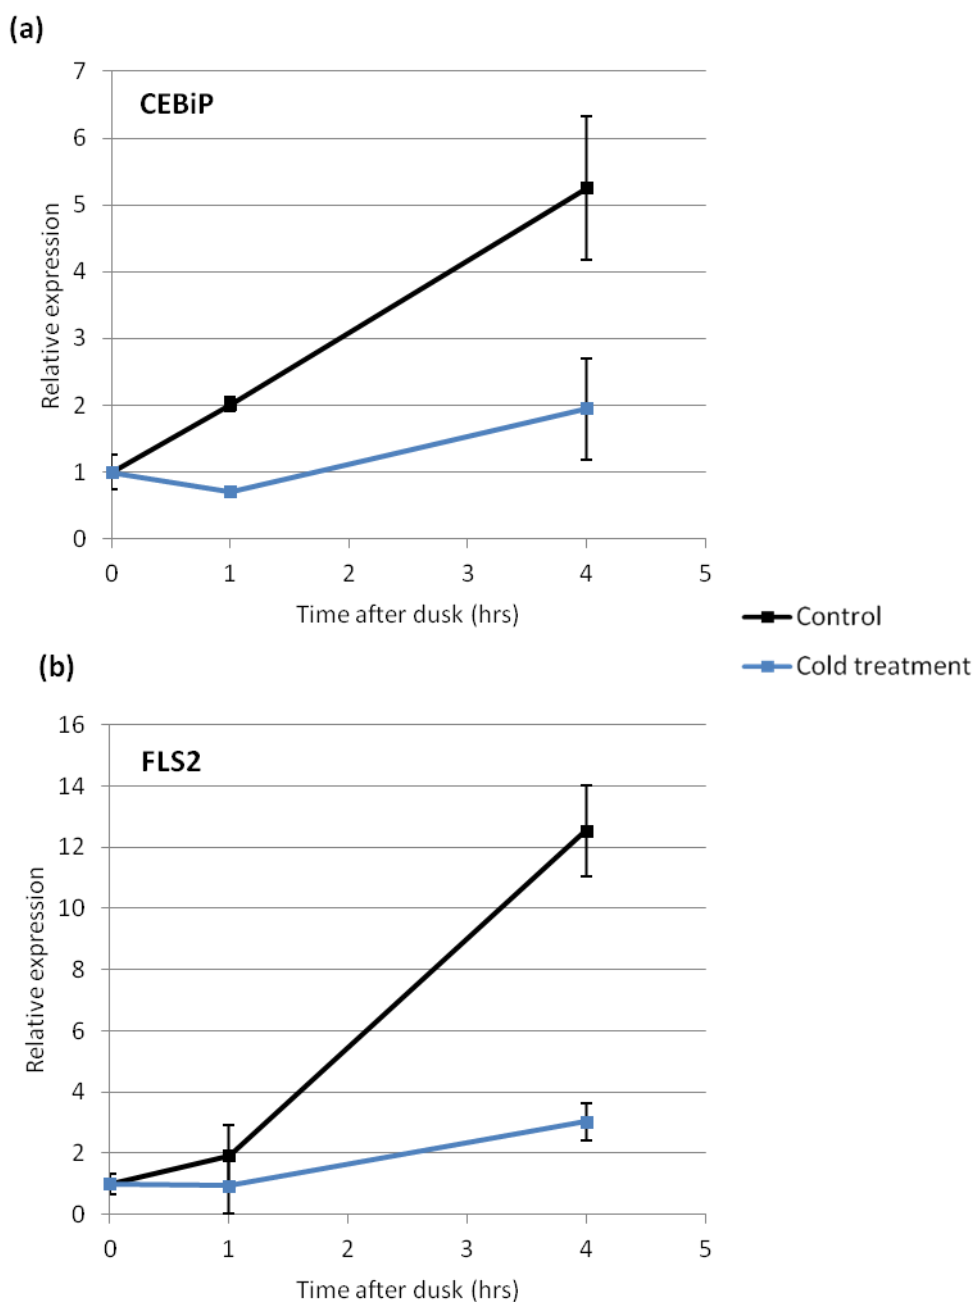 (a)
CEBiP
7
6
5
4
3
2
1
0
Relative expression
0 1 2 3 4 5
Time after dusk (hrs)
Control
Cold treatment
(b)
FLS2
16
14
12
10
8
6
4
2
0
Relative expression
0 1 2 3 4 5
Time after dusk (hrs)